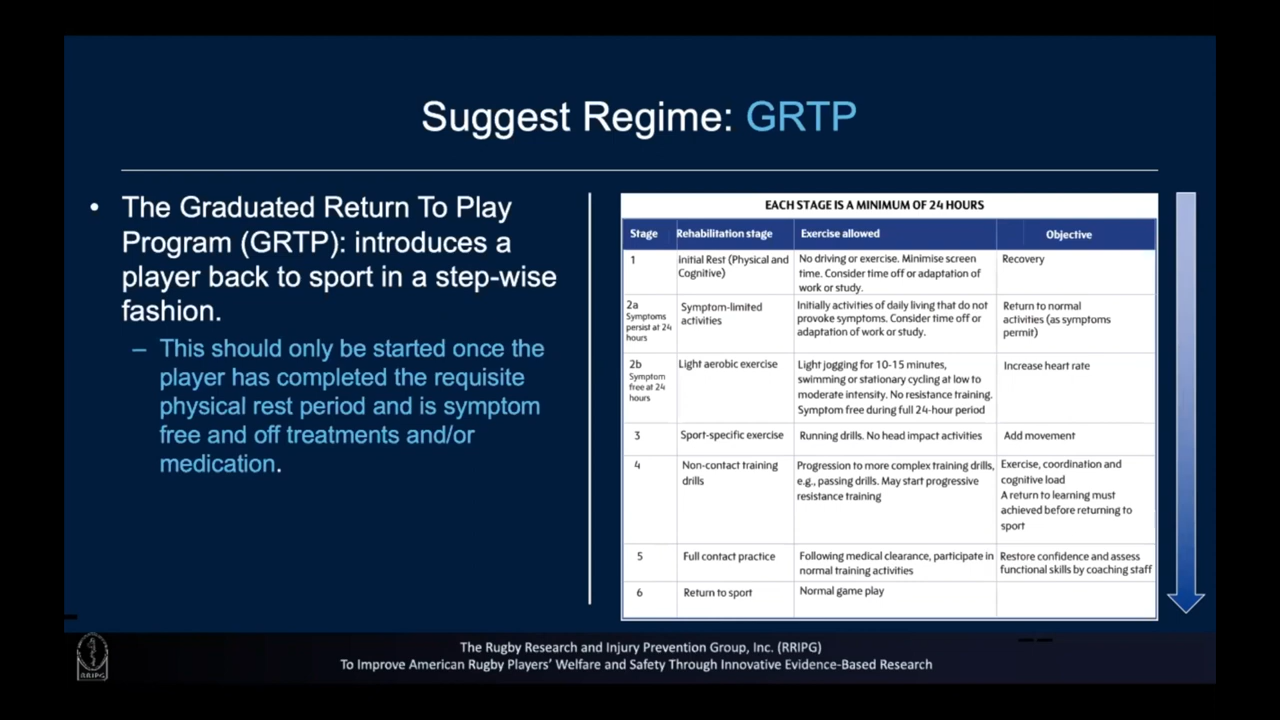 Suggest Regime: GRTP
• The Graduated Return To Play
Program (GRTP): introduces a
player back to sport in a step-wise
fashion.
– This should only be started once the
player has completed the requisite
physical rest period and is symptom
free and off treatments and/or
medication.
EACH STAGE IS A MINIMUM OF 24 HOURS
Stage Rehabilitation stage Exercise allowed Objective
1 Initial Rest (Physical and No driving or exercise. Minimise screen Recovery
Cognitive) time. Consider time off or adaptation of
work or study.
2a Symptom-limited Initially activities of daily living that do not Return to normal
Symptoms activities provoke symptoms. Consider time off or activities (as symptoms
persist at 24 adaptation of work or study. permit)
hours
2b Light aerobic exercise Light jogging for 10-15 minutes, Increase heart rate
Symptom swimming or stationary cycling at low to
free at 24 moderate intensity. No resistance training.
hours Symptom free during full 24-hour period
3 Sport-specific exercise Running drills. No head impact activities Add movement
4 Non-contact training Progression to more complex training drills, Exercise, coordination and
drills e.g., passing drills. May start progressive cognitive load
resistance training A return to learning must
achieved before returning to
sport
5 Full contact practice Following medical clearance, participate in Restore confidence and assess
normal training activities functional skills by coaching staff
6 Return to sport Normal game play
The Rugby Research and Injury Prevention Group, Inc. (RRIPG)
To Improve American Rugby Players' Welfare and Safety Through Innovative Evidence-Based Research
RRIPG